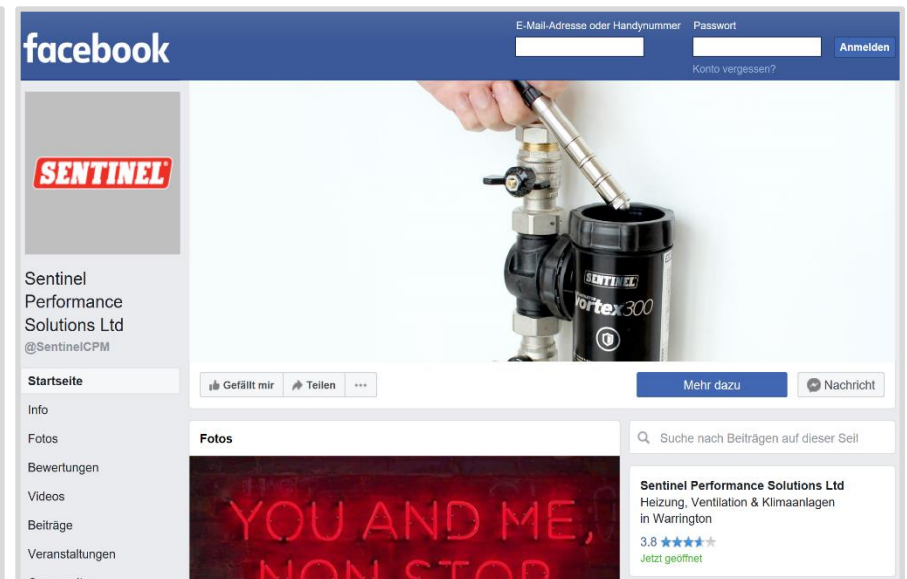 facebook
E-Mail-Adresse oder Handynummer
Passwort
Anmelden
Konto vergessen?
SENTINEL
Sentinel
Performance
Solutions Ltd
@SentinelCPM
Startseite
Info
Fotos
Bewertungen
Videos
Beiträge
Veranstaltungen
SENTINEL
vortex300
Gefällt mir
Teilen
Mehr dazu
Nachricht
Fotos
YOU AND ME,
NON STOP
Suche nach Beiträgen auf dieser Seit
Sentinel Performance Solutions Ltd
Heizung, Ventilation & Klimaanlagen
in Warrington
3.8
Jetzt geöffnet